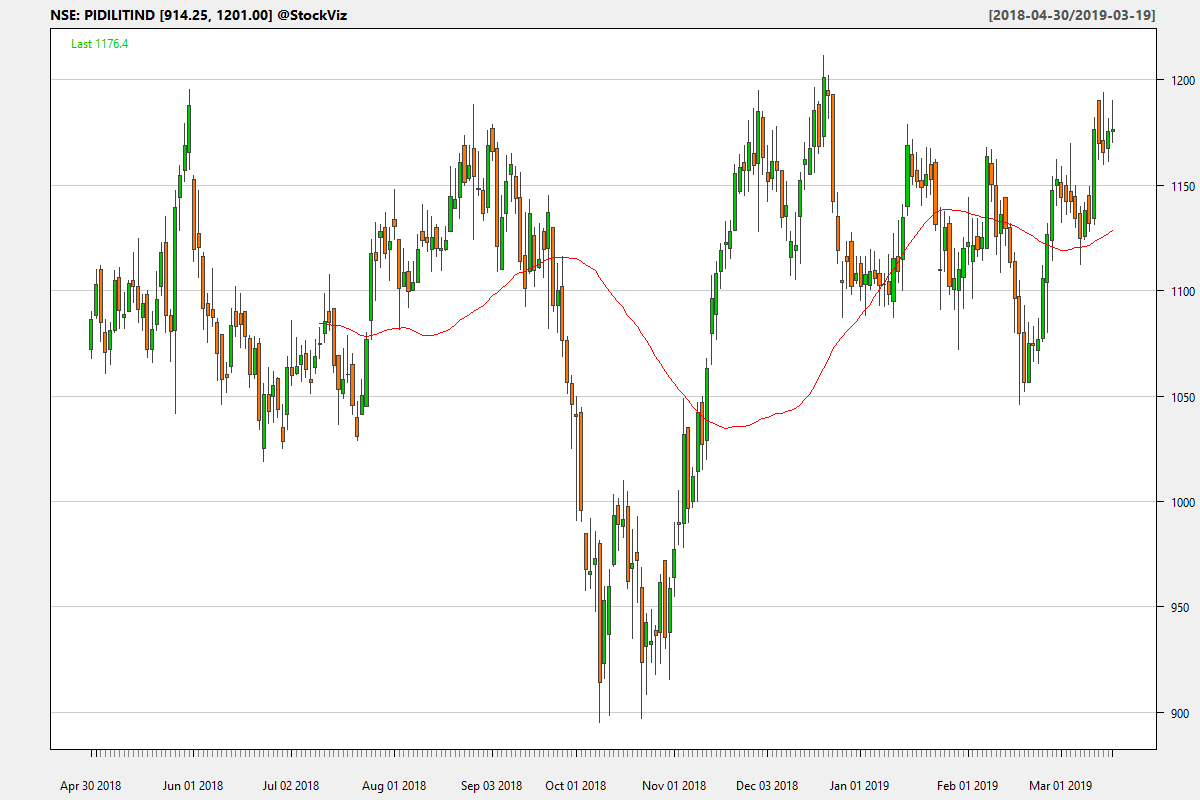 NSE: PIDILITIND [914.25, 1201.00] @StockViz
[2018-04-30/2019-03-19]
Last 1176.4
1200
1150
1100
1050
1000
950
900
Apr 30 2018 Jun 01 2018 Jul 02 2018 Aug 01 2018 Sep 03 2018 Oct 01 2018 Nov 01 2018 Dec 03 2018 Jan 01 2019 Feb 01 2019 Mar 01 2019